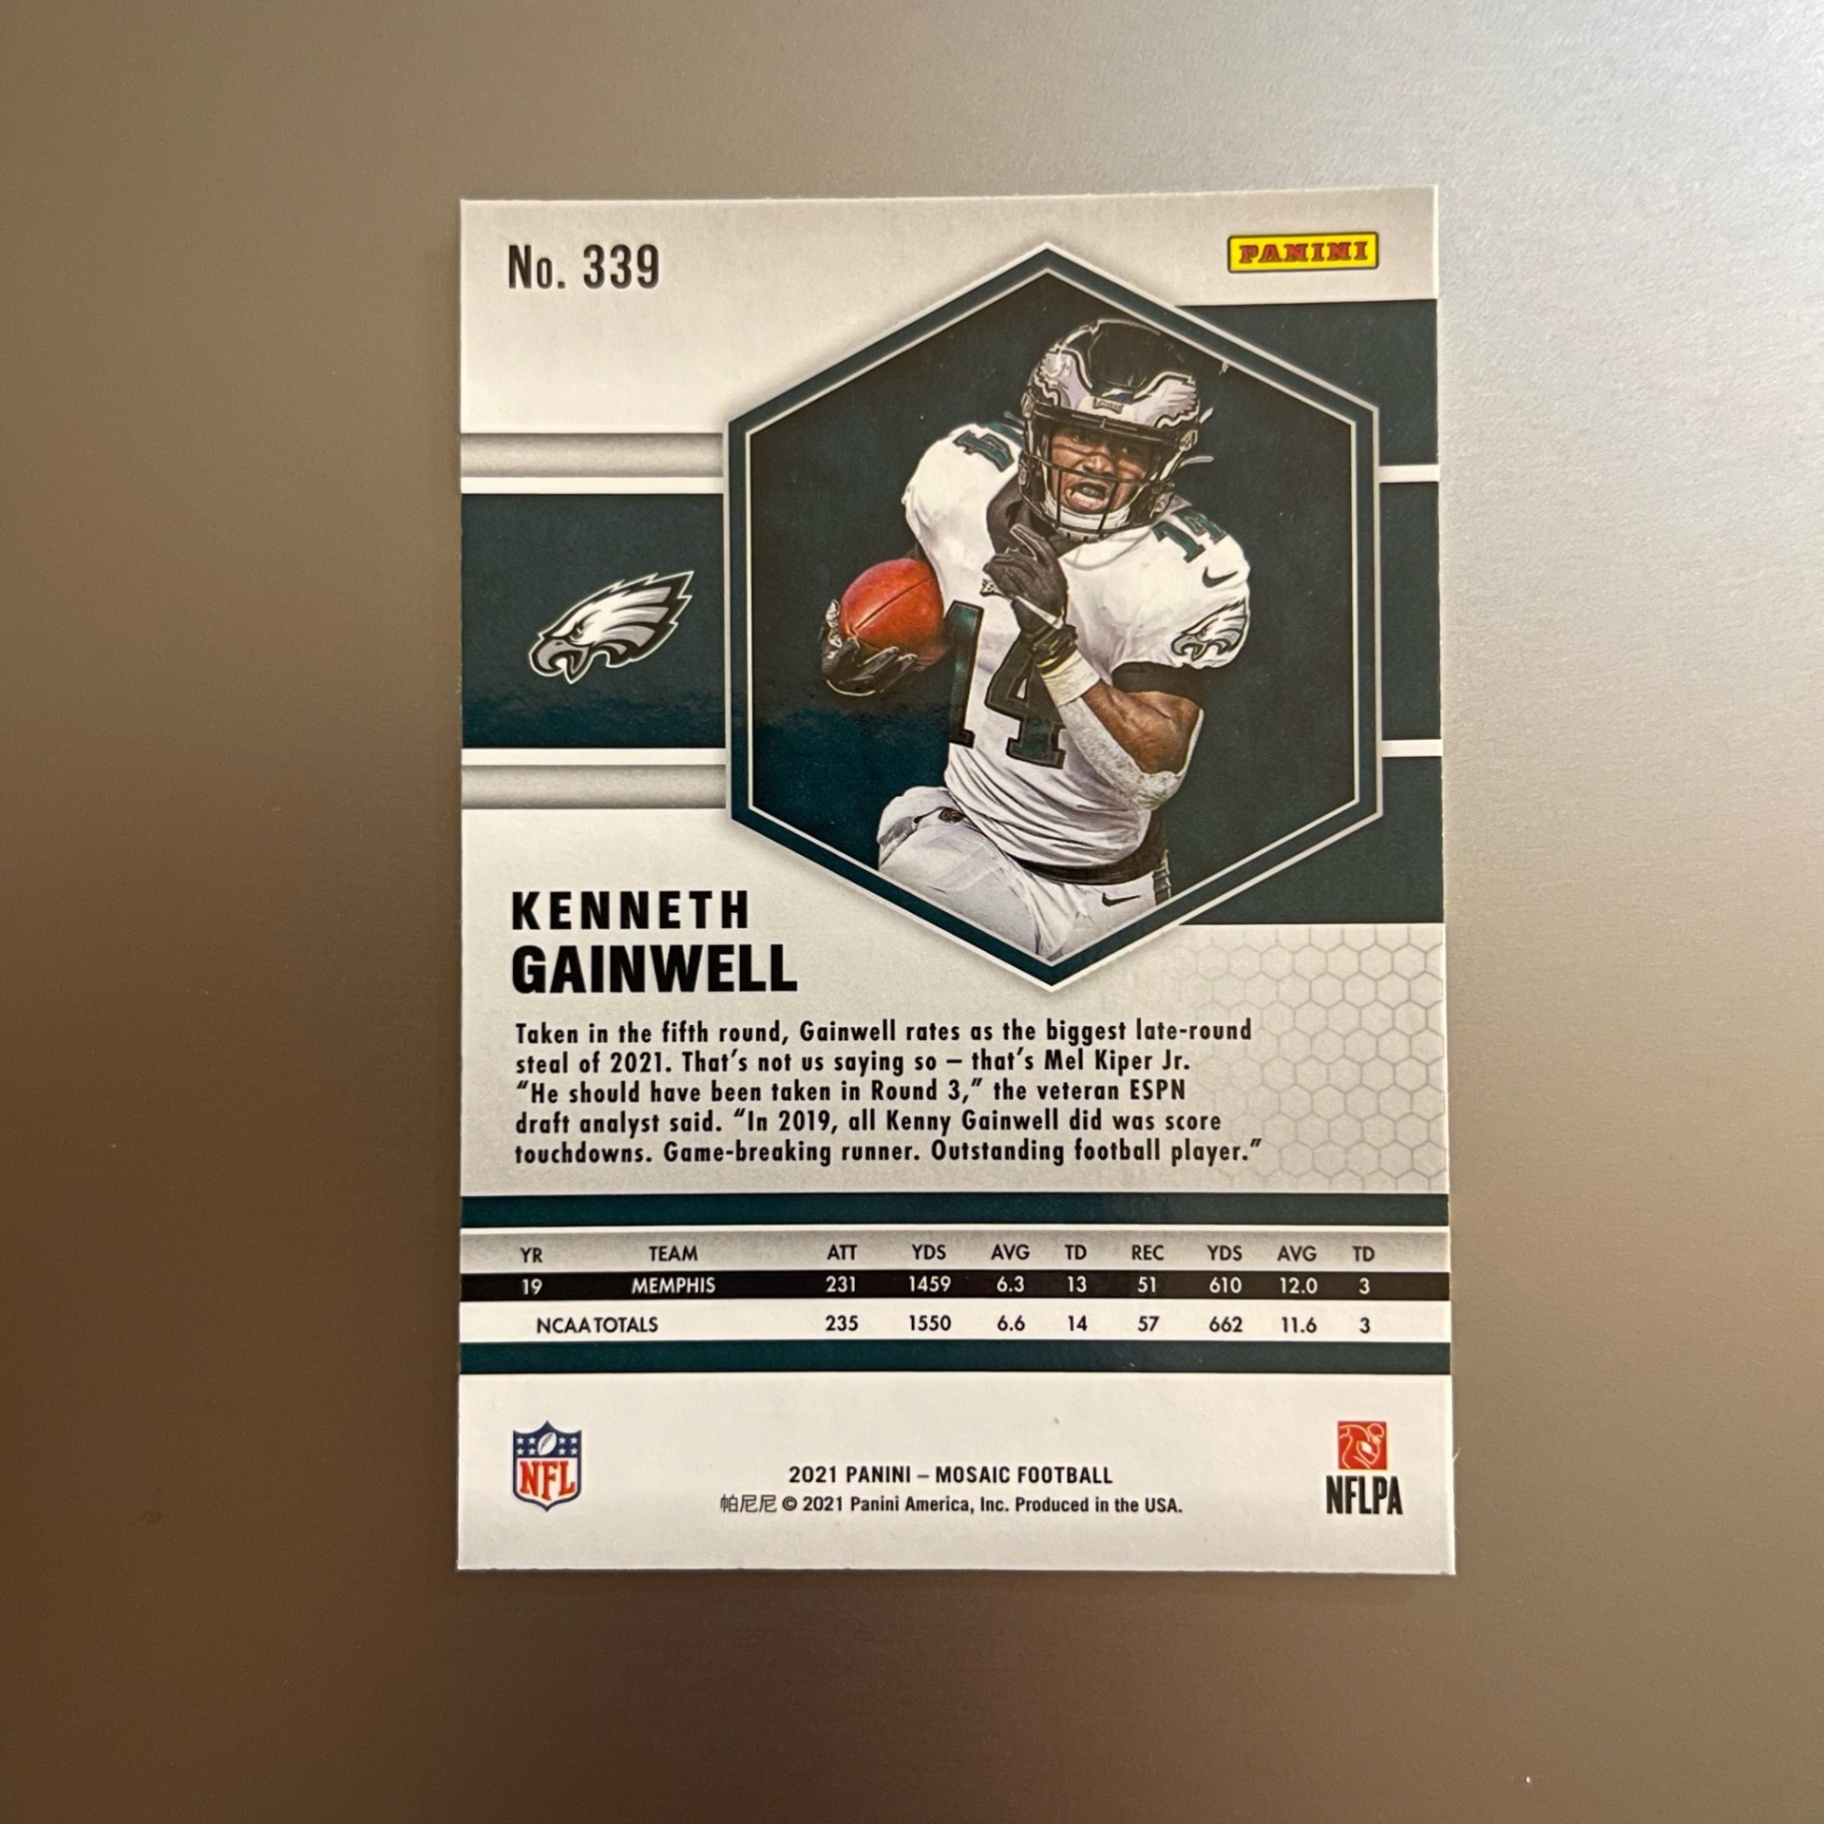 No. 339
PANINI
14
14
14
KENNETH
GAINWELL
Taken in the fifth round, Gainwell rates as the biggest late-round
steal of 2021. That's not us saying so – that's Mel Kiper Jr.
“He should have been taken in Round 3,” the veteran ESPN
draft analyst said. “In 2019, all Kenny Gainwell did was score
touchdowns. Game-breaking runner. Outstanding football player.”
YR TEAM ATT YDS AVG TD REC YDS AVG TD
19 MEMPHIS 231 1459 6.3 13 51 610 12.0 3
NCAA TOTALS 235 1550 6.6 14 57 662 11.6 3
NFL
2021 PANINI – MOSAIC FOOTBALL
帕尼尼 © 2021 Panini America, Inc. Produced in the USA.
NFLPA